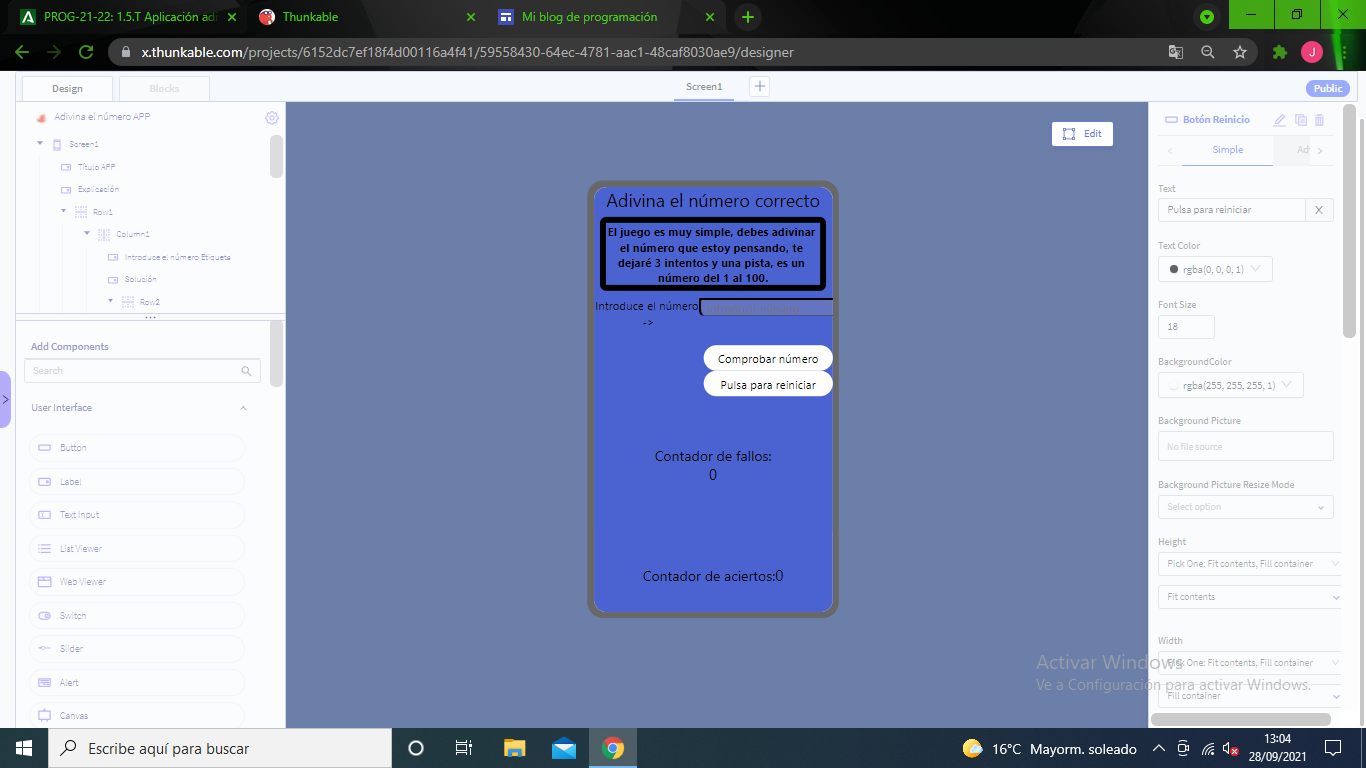 PROG-21-22: 1.5.T Aplicación adi
Thunkable
Mi blog de programación
x.thunkable.com/projects/6152dc7ef18f4d00116a4f41/59558430-64ec-4781-aac1-48caf8030ae9/designer
J
Design
Blocks
Screen1
Public
Adivina el número APP
Screen1
Título APP
Explicación
Row1
Column1
Introduce el número Etiqueta
Solución
Row2
Add Components
Search
User Interface
Button
Label
Text Input
List Viewer
Web Viewer
Switch
Slider
Alert
Canvas
Edit
Adivina el número correcto
El juego es muy simple, debes adivinar
el número que estoy pensando, te
dejaré 3 intentos y una pista, es un
número del 1 al 100.
Introduce el número
->
Comprobar número
Pulsa para reiniciar
Contador de fallos:
0
Contador de aciertos:0
Botón Reinicio
Simple
Ad
Text
Pulsa para reiniciar
X
Text Color
rgba(0, 0, 0, 1)
Font Size
18
BackgroundColor
rgba(255, 255, 255, 1)
Background Picture
No file source
Background Picture Resize Mode
Select option
Height
Pick One: Fit contents, Fill container
Fit contents
Width
Pick One: Fit contents, Fill container
Fill container
Activar Windows
Ve a Configuración para activar Windows.
Escribe aquí para buscar
16°C Mayorm. soleado
13:04
28/09/2021